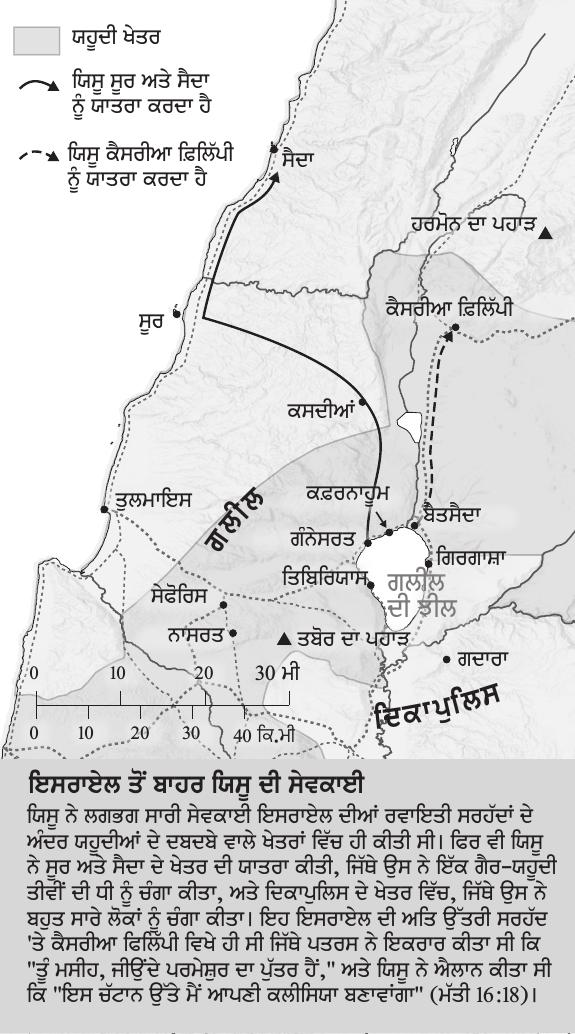 ਯਹੂਦੀ ਖੇਤਰ
ਯਿਸੂ ਸੂਰ ਅਤੇ ਸੈਦਾ
ਨੂੰ ਯਾਤਰਾ ਕਰਦਾ ਹੈ
ਯਿਸੂ ਕੈਸਰੀਆ ਫ਼ਿਲਿੱਪੀ
ਨੂੰ ਯਾਤਰਾ ਕਰਦਾ ਹੈ
ਸੈਦਾ
ਹਰਮੋਨ ਦਾ ਪਹਾੜ
ਕੈਸਰੀਆ ਫ਼ਿਲਿੱਪੀ
ਸੂਰ
ਕਸਦੀਆਂ
ਗਲੀਲ
ਕਫ਼ਰਨਾਹੂਮ
ਤੁਲਮਾਇਸ
ਬੈਤਸੈਦਾ
ਗੰਨੇਸਰਤ
ਗਿਰਗਾਸ਼ਾ
ਤਿਬਿਰਿਯਾਸ
ਗਲੀਲ
ਦੀ ਝੀਲ
ਸੇਫੋਰਿਸ
ਨਾਸਰਤ
ਤਬੋਰ ਦਾ ਪਹਾੜ
ਗਦਾਰਾ
0 10 20 30 ਮੀ
ਦਿਕਾਪੁਲਿਸ
0 10 20 30 40 ਕਿ.ਮੀ
ਇਸਰਾਏਲ ਤੋਂ ਬਾਹਰ ਯਿਸੂ ਦੀ ਸੇਵਕਾਈ
ਯਿਸੂ ਨੇ ਲਗਭਗ ਸਾਰੀ ਸੇਵਕਾਈ ਇਸਰਾਏਲ ਦੀਆਂ ਰਵਾਇਤੀ ਸਰਹੱਦਾਂ ਦੇ
ਅੰਦਰ ਯਹੂਦੀਆਂ ਦੇ ਦਬਦਬੇ ਵਾਲੇ ਖੇਤਰਾਂ ਵਿੱਚ ਹੀ ਕੀਤੀ ਸੀ। ਫਿਰ ਵੀ ਯਿਸੂ
ਨੇ ਸੂਰ ਅਤੇ ਸੈਦਾ ਦੇ ਖੇਤਰ ਦੀ ਯਾਤਰਾ ਕੀਤੀ, ਜਿੱਥੇ ਉਸ ਨੇ ਇੱਕ ਗੈਰ-ਯਹੂਦੀ
ਤੀਵੀਂ ਦੀ ਧੀ ਨੂੰ ਚੰਗਾ ਕੀਤਾ, ਅਤੇ ਦਿਕਾਪੁਲਿਸ ਦੇ ਖੇਤਰ ਵਿੱਚ, ਜਿੱਥੇ ਉਸ ਨੇ
ਬਹੁਤ ਸਾਰੇ ਲੋਕਾਂ ਨੂੰ ਚੰਗਾ ਕੀਤਾ। ਇਹ ਇਸਰਾਏਲ ਦੀ ਅਤਿ ਉੱਤਰੀ ਸਰਹੱਦ
'ਤੇ ਕੈਸਰੀਆ ਫਿਲਿੱਪੀ ਵਿਖੇ ਹੀ ਸੀ ਜਿੱਥੇ ਪਤਰਸ ਨੇ ਇਕਰਾਰ ਕੀਤਾ ਸੀ ਕਿ
"ਤੂੰ ਮਸੀਹ, ਜੀਉਂਦੇ ਪਰਮੇਸ਼ੁਰ ਦਾ ਪੁੱਤਰ ਹੈਂ," ਅਤੇ ਯਿਸੂ ਨੇ ਐਲਾਨ ਕੀਤਾ ਸੀ
ਕਿ "ਇਸ ਚੱਟਾਨ ਉੱਤੇ ਮੈਂ ਆਪਣੀ ਕਲੀਸਿਯਾ ਬਣਾਵਾਂਗਾ" (ਮੱਤੀ 16:18)।